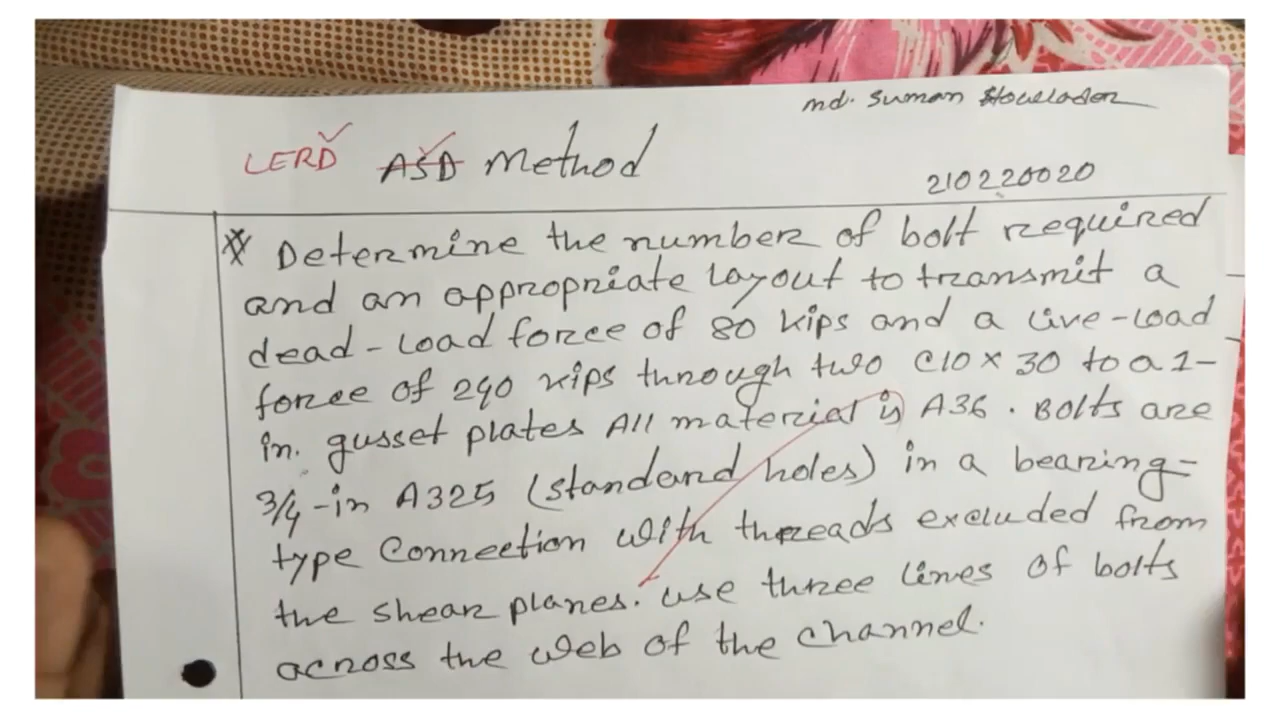 md. Suman Howlader
LERD ASD Method
210220020
* Determine the number of bolt required
and an appropriate layout to transmit a
dead-load force of 80 kips and a live-load
force of 240 kips through two C10 x 30 to a 1-
in. gusset plates All material is A36. Bolts are
3/4-in A325 (standard holes) in a bearing-
type Connection with threads excluded from
the shear planes. use three lines of bolts
across the web of the channel.